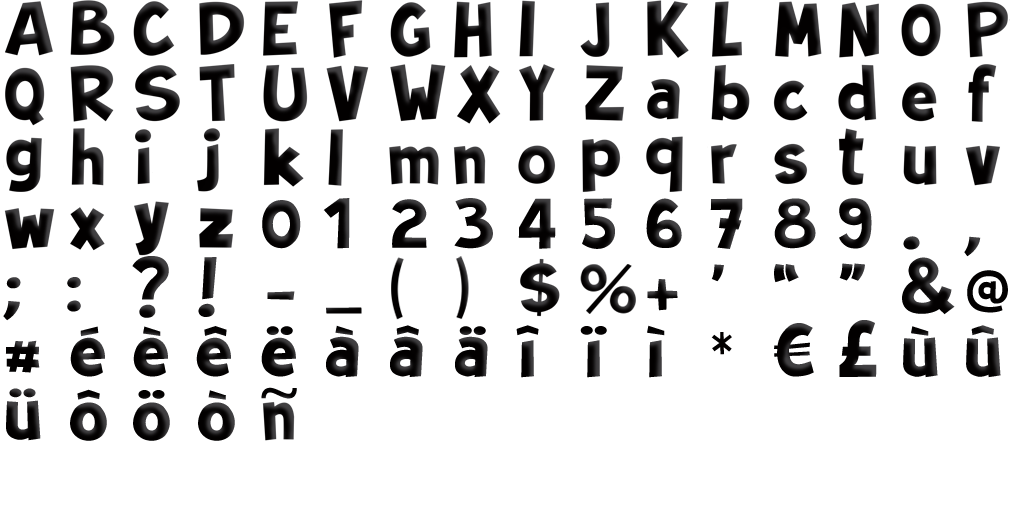 A B C D E F G H I J K L M N O P
Q R S T U V W X Y Z a b c d e f
g h i j k l m n o p q r s t u v
w x y z 0 1 2 3 4 5 6 7 8 9 . ,
; : ? ! - _ ( ) $ % + ’ “ ” & @
# é è ê ë à â ä î ï ì * € £ ù û
ü ô ö ò ñ